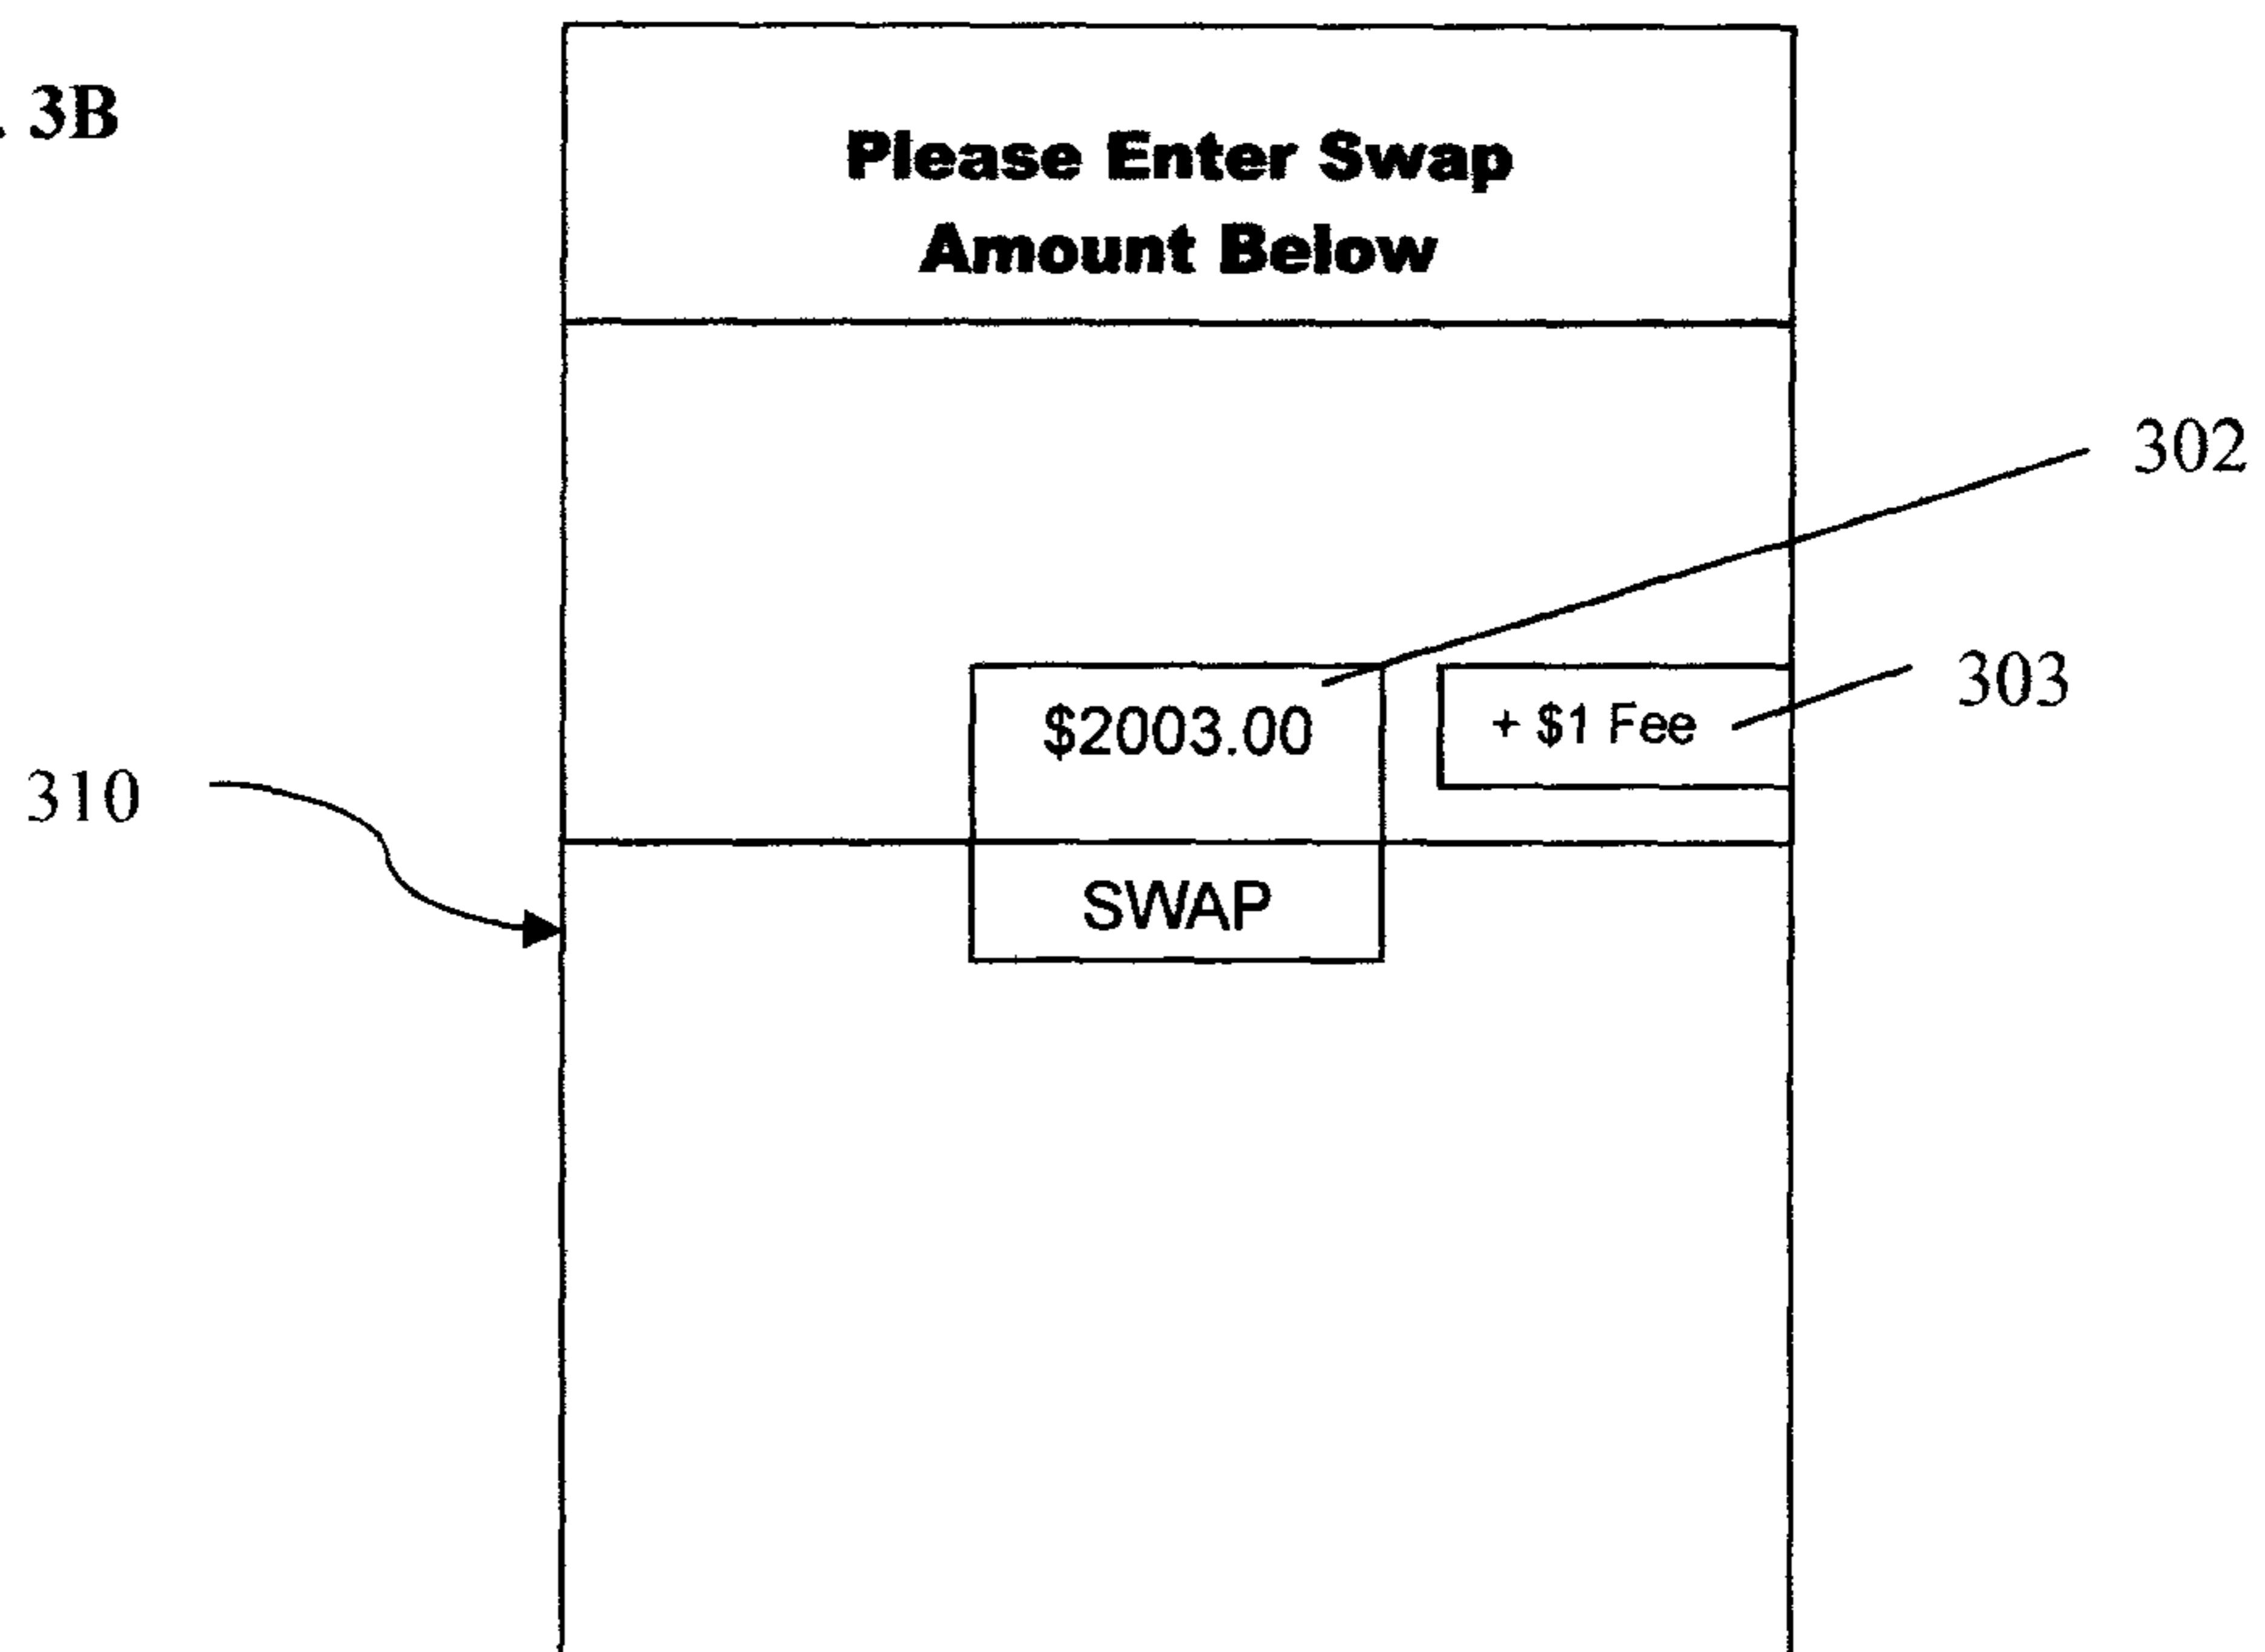 . 3B
Please Enter Swap
Amount Below
302
$2003.00
+ $1 Fee
303
310
SWAP